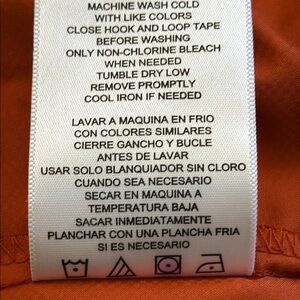 MACHINE WASH COLD
WITH LIKE COLORS
CLOSE HOOK AND LOOP TAPE
BEFORE WASHING
ONLY NON-CHLORINE BLEACH
WHEN NEEDED
TUMBLE DRY LOW
REMOVE PROMPTLY
COOL IRON IF NEEDED
LAVAR A MAQUINA EN FRIO
CON COLORES SIMILARES
CIERRE GANCHO Y BUCLE
ANTES DE LAVAR
USAR SOLO BLANQUIADOR SIN CLORO
CUANDO SEA NECESARIO
SECAR EN MAQUINA A
TEMPERATURA BAJA
SACAR INMEDIATAMENTE
PLANCHAR CON UNA PLANCHA FRIA
SI ES NECESARIO